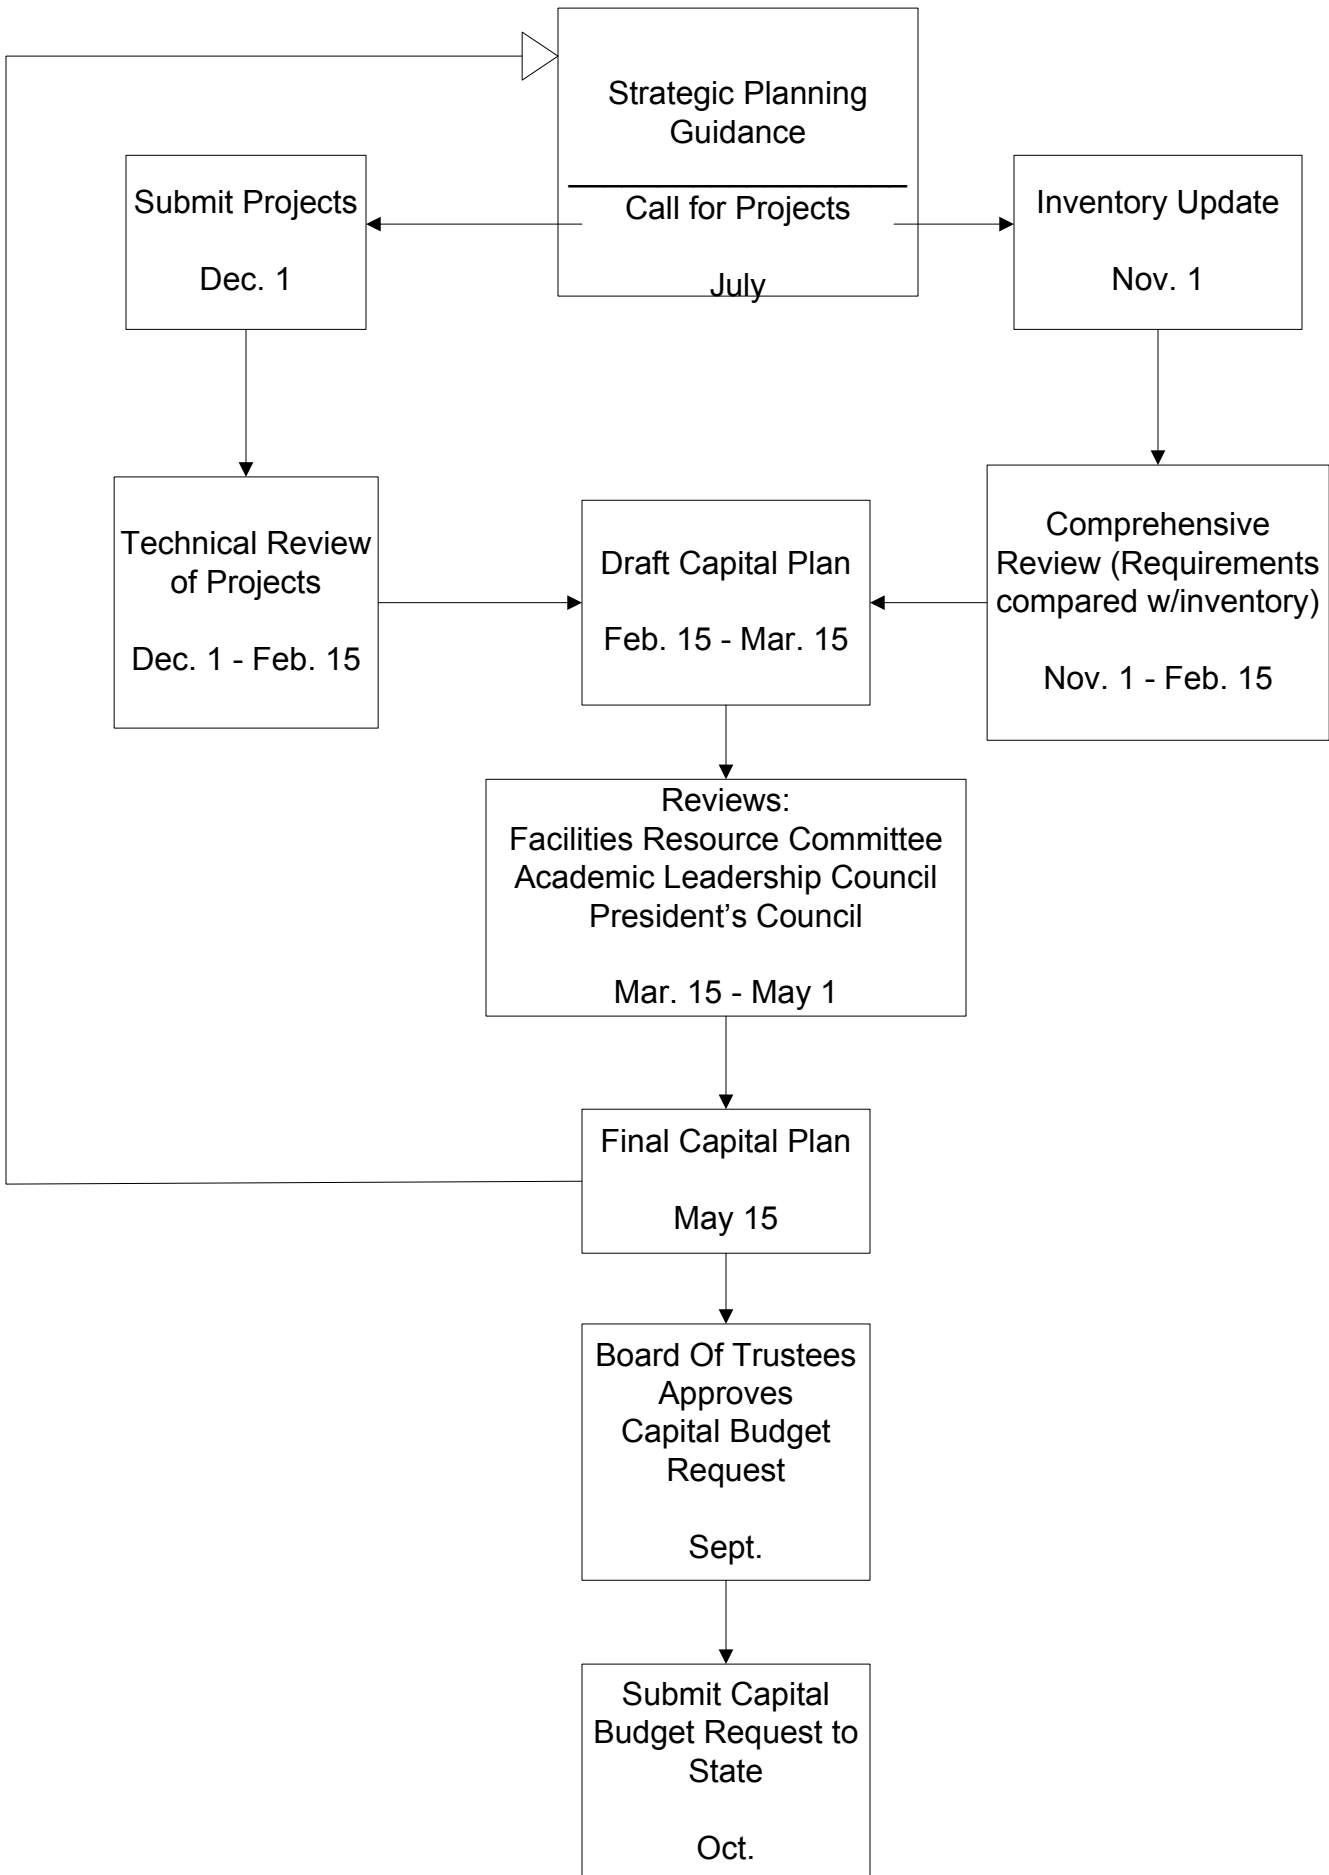 Strategic Planning
Guidance
Call for Projects
July
Submit Projects
Dec. 1
Inventory Update
Nov. 1
Technical Review
of Projects
Dec. 1 - Feb. 15
Draft Capital Plan
Feb. 15 - Mar. 15
Comprehensive
Review (Requirements
compared w/inventory)
Nov. 1 - Feb. 15
Reviews:
Facilities Resource Committee
Academic Leadership Council
President’s Council
Mar. 15 - May 1
Final Capital Plan
May 15
Board Of Trustees
Approves
Capital Budget
Request
Sept.
Submit Capital
Budget Request to
State
Oct.